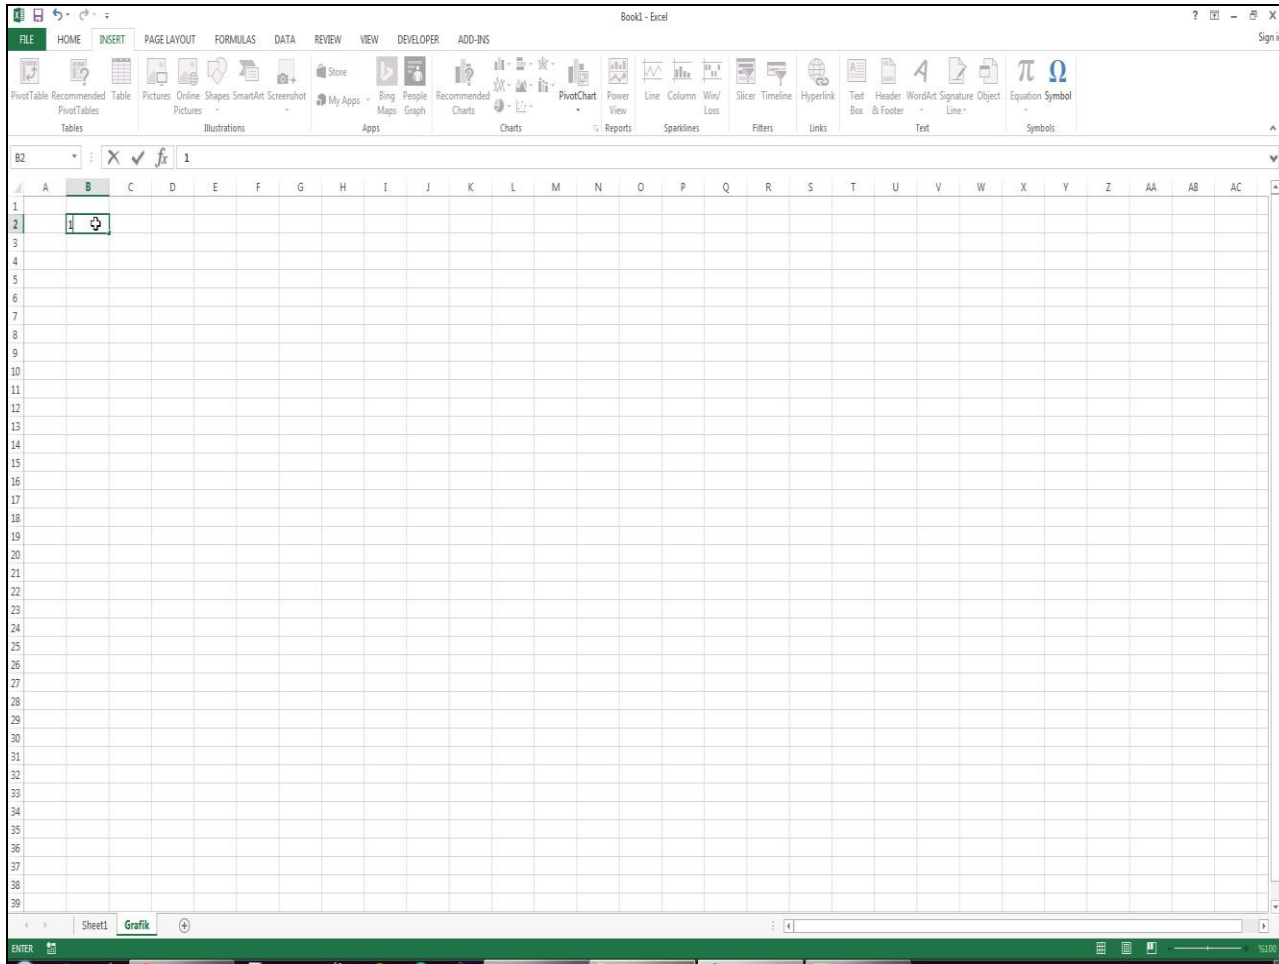 Book1 - Excel
FILE HOME INSERT PAGE LAYOUT FORMULAS DATA REVIEW VIEW DEVELOPER ADD-INS
PivotTable
Recommended
PivotTables
Table
Tables
Pictures
Online
Pictures
Shapes
SmartArt
Screenshot
Illustrations
Store
My Apps
Bing
Maps
People
Graph
Apps
Recommended
Charts
PivotChart
Charts
Power
View
Reports
Line
Column
Win/
Loss
Sparklines
Slicer
Timeline
Filters
Hyperlink
Links
Text
Box
Header
& Footer
WordArt
Signature
Line
Object
Text
Equation
Symbol
Symbols
B2 fx 1
A B C D E F G H I J K L M N O P Q R S T U V W X Y Z AA AB AC
1
2 1
3
4
5
6
7
8
9
10
11
12
13
14
15
16
17
18
19
20
21
22
23
24
25
26
27
28
29
30
31
32
33
34
35
36
37
38
39
Sheet1 Grafik
ENTER %100